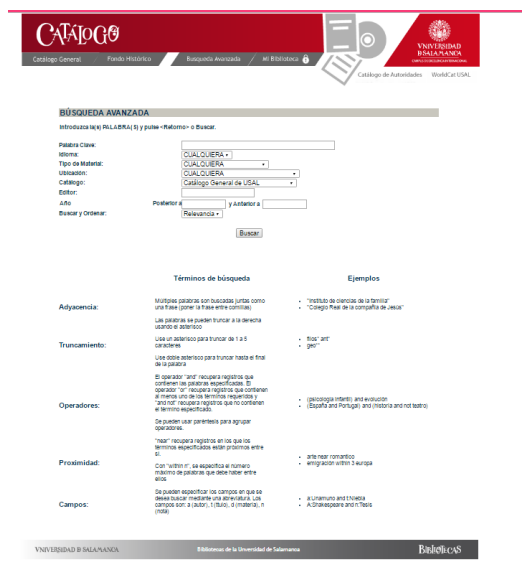 CATÁLOGO
VNIVERSIDAD
D SALAMANCA
CAMPUS DE EXCELENCIA INTERNACIONAL
Catálogo General / Fondo Histórico / Busqueda Avanzada / Mi Biblioteca
Catálogo de Autoridades WorldCat USAL
BÚSQUEDA AVANZADA
Introduzca la(s) PALABRA(S) y pulse <Retorno> o Buscar.
Palabra Clave:
Idioma: CUALQUIERA
Tipo de Material: CUALQUIERA
Ubicación: CUALQUIERA
Catálogo: Catálogo General de USAL
Editor:
Año Posterior a y Anterior a
Buscar y Ordenar: Relevancia
Buscar
Términos de búsqueda Ejemplos
Adyacencia:
Múltiples palabras son buscadas juntas como
una frase (poner la frase entre comillas)
• "instituto de ciencias de la familia"
• "Colegio Real de la compañía de Jesús"
Truncamiento:
Las palabras se pueden truncar a la derecha
usando el asterisco
Use un asterisco para truncar de 1 a 5
caracteres
Use doble asterisco para truncar hasta el final
de la palabra
• filos* ant*
• geo**
Operadores:
El operador "and" recupera registros que
contienen las palabras especificadas. El
operador "or" recupera registros que contienen
al menos uno de los términos requeridos y
"and not" recupera registros que no contienen
el término especificado.
Se pueden usar paréntesis para agrupar
operadores.
• (psicología infantil) and evolución
• (España and Portugal) and (historia and not teatro)
Proximidad:
"near" recupera registros en los que los
términos especificados están próximos entre
sí.
Con "within n", se especifica el número
máximo de palabras que debe haber entre
ellos
• arte near romantico
• emigración within 3 europa
Campos:
Se pueden especificar los campos en que se
desea buscar mediante una abreviatura. Los
campos son: a (autor), t (título), d (materia), n
(nota)
• a:Unamuno and t:Niebla
• A:Shakespeare and n:Tesis
VNIVERSIDAD D SALAMANCA Bibliotecas de la Universidad de Salamanca BIBLIOTECAS